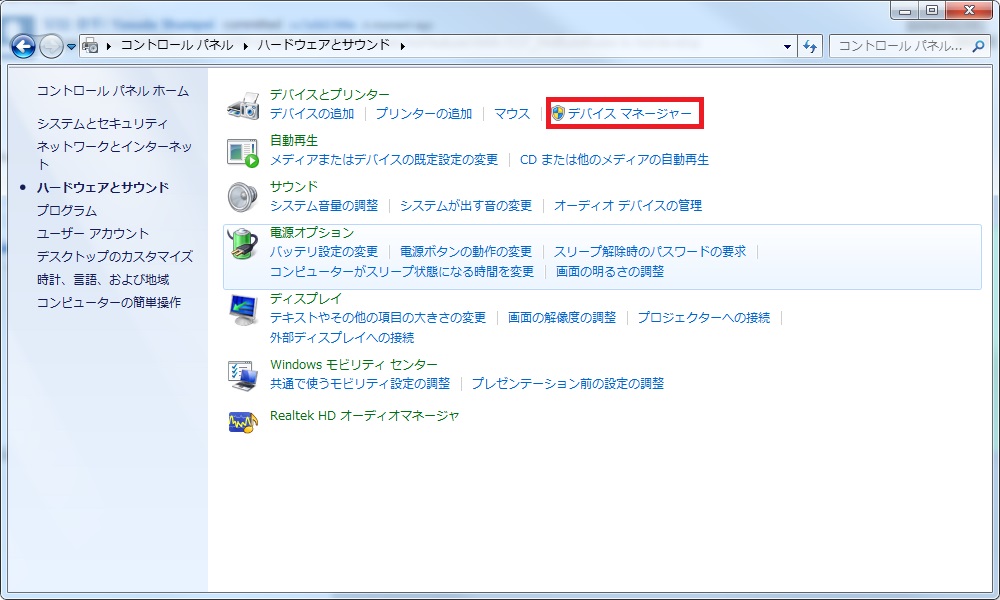 コントロール パネル ハードウェアとサウンド
コントロール パネル...
コントロール パネル ホーム
システムとセキュリティ
ネットワークとインターネッ
ト
ハードウェアとサウンド
プログラム
ユーザー アカウント
デスクトップのカスタマイズ
時計、言語、および地域
コンピューターの簡単操作
デバイスとプリンター
デバイスの追加 プリンターの追加 マウス デバイス マネージャー
自動再生
メディアまたはデバイスの既定設定の変更 CD または他のメディアの自動再生
サウンド
システム音量の調整 システムが出す音の変更 オーディオ デバイスの管理
電源オプション
バッテリ設定の変更 電源ボタンの動作の変更 スリープ解除時のパスワードの要求
コンピューターがスリープ状態になる時間を変更 画面の明るさの調整
ディスプレイ
テキストやその他の項目の大きさの変更 画面の解像度の調整 プロジェクターへの接続
外部ディスプレイへの接続
Windows モビリティ センター
共通で使うモビリティ設定の調整 プレゼンテーション前の設定の調整
Realtek HD オーディオマネージャ